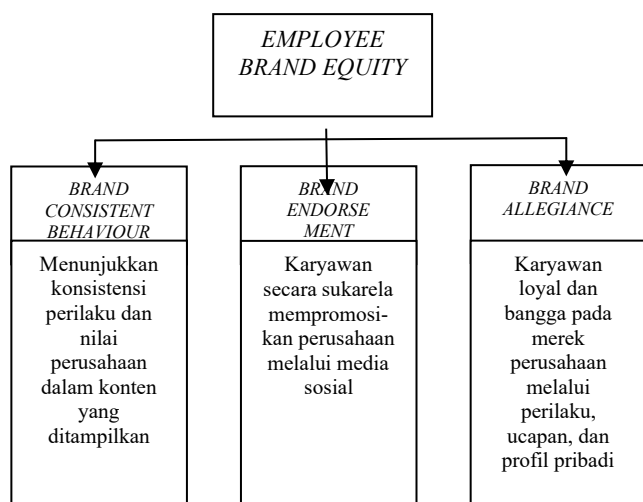 EMPLOYEE
BRAND EQUITY
BRAND
CONSISTENT
BEHAVIOUR
Menunjukkan
konsistensi
perilaku dan
nilai
perusahaan
dalam konten
yang
ditampilkan
BRAND
ENDORSE
MENT
Karyawan
secara sukarela
mempromosi-
kan perusahaan
melalui media
sosial
BRAND
ALLEGIANCE
Karyawan
loyal dan
bangga pada
merek
perusahaan
melalui
perilaku,
ucapan, dan
profil pribadi